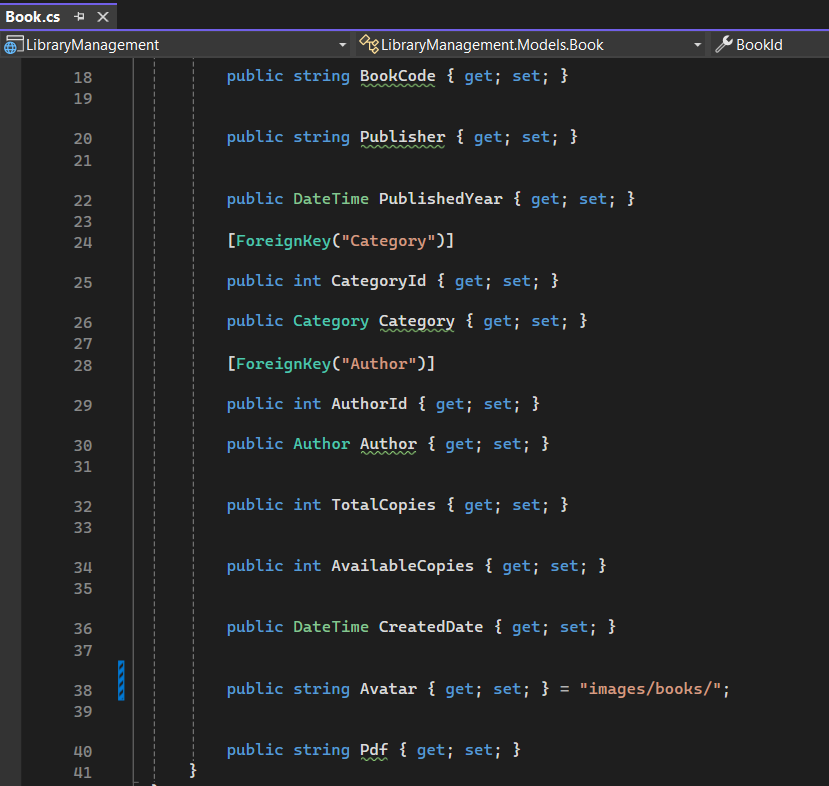 Book.cs
LibraryManagement LibraryManagement.Models.Book BookId
18 public string BookCode { get; set; }
19
20 public string Publisher { get; set; }
21
22 public DateTime PublishedYear { get; set; }
23
24 [ForeignKey("Category")]
25 public int CategoryId { get; set; }
26 public Category Category { get; set; }
27
28 [ForeignKey("Author")]
29 public int AuthorId { get; set; }
30 public Author Author { get; set; }
31
32 public int TotalCopies { get; set; }
33
34 public int AvailableCopies { get; set; }
35
36 public DateTime CreatedDate { get; set; }
37
38 public string Avatar { get; set; } = "images/books/";
39
40 public string Pdf { get; set; }
41 }